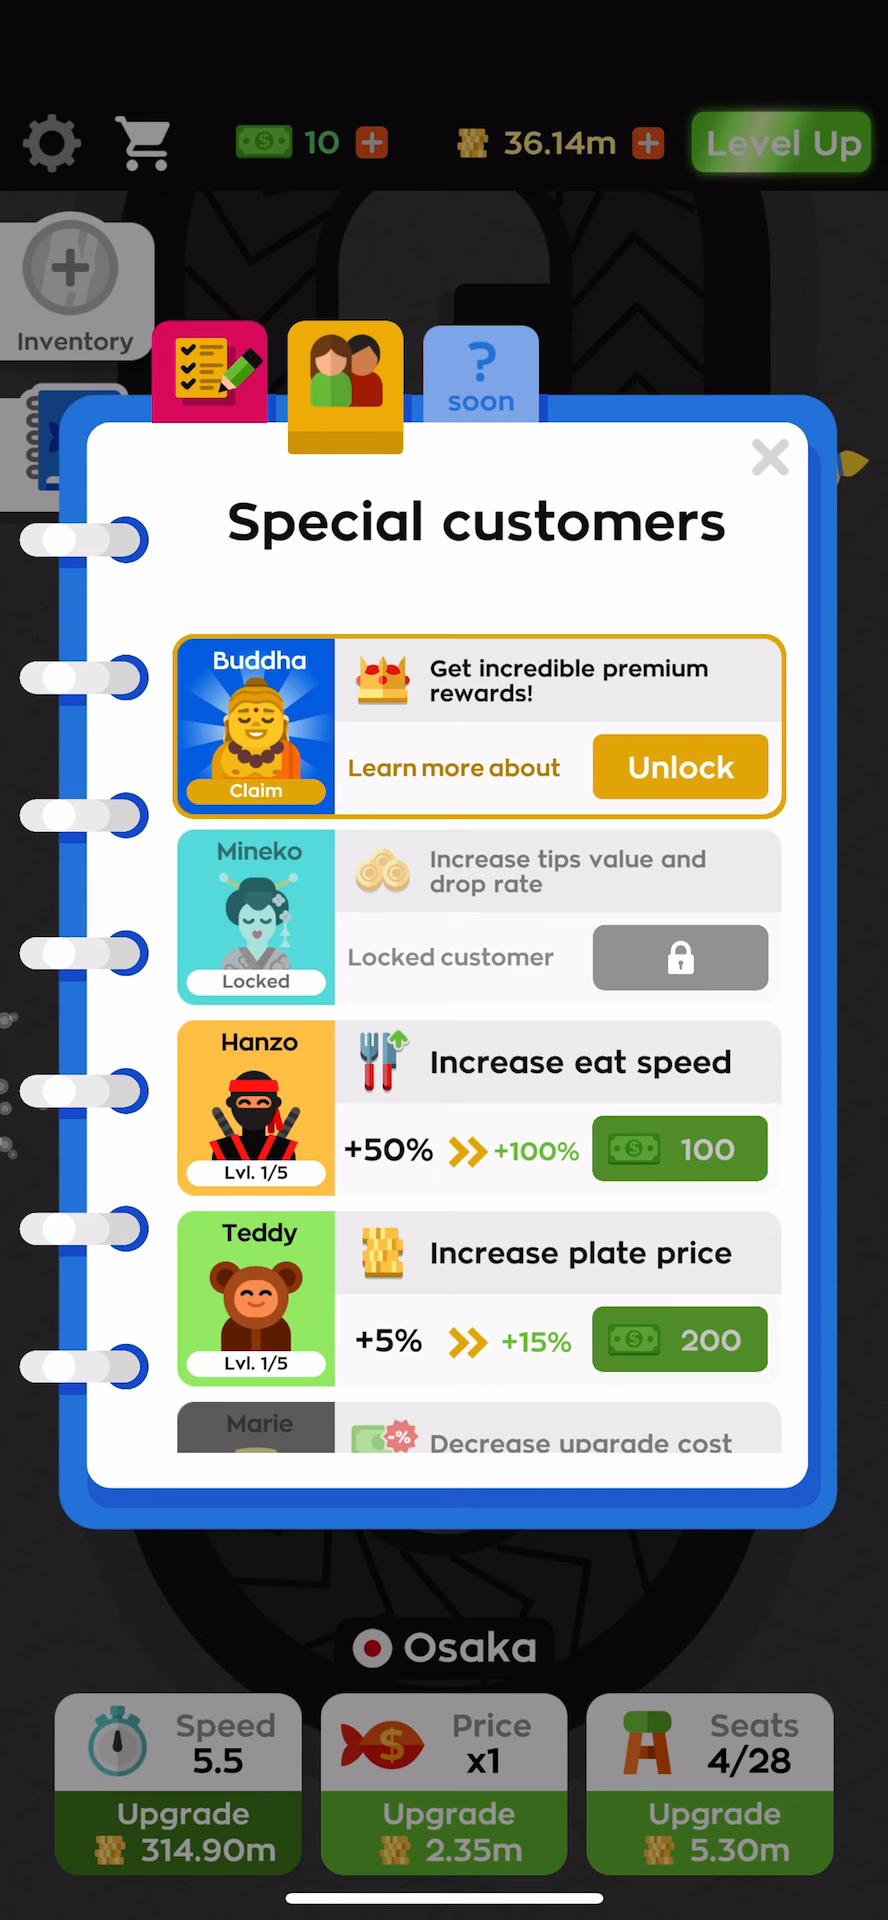 10
36.14m
Level Up
Inventory
?
soon
Special customers
Buddha
Claim
Get incredible premium
rewards!
Learn more about
Unlock
Mineko
Locked
Increase tips value and
drop rate
Locked customer
Hanzo
Lvl. 1/5
Increase eat speed
+50%
+100%
100
Teddy
Lvl. 1/5
Increase plate price
+5%
+15%
200
Marie
-%
Decrease upgrade cost
Osaka
Speed
5.5
Upgrade
314.90m
Price
x1
Upgrade
2.35m
Seats
4/28
Upgrade
5.30m